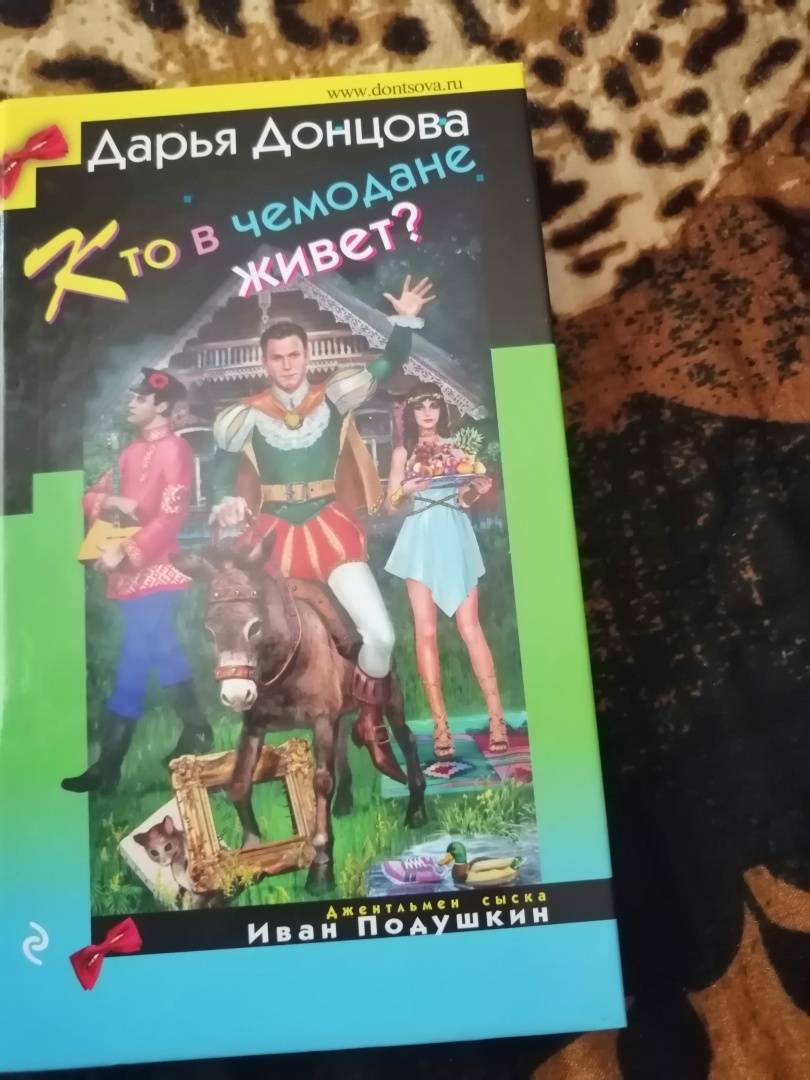 www.dontsova.ru
Дарья Донцова
Кто в чемодане
живет?
Джентльмен сыска
Иван Подушкин